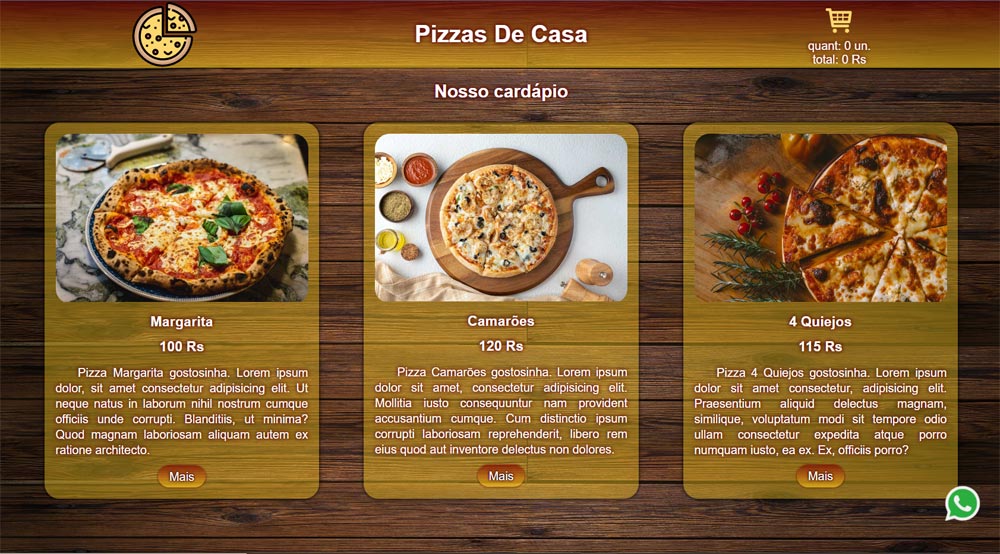 Pizzas De Casa
quant: 0 un.
total: 0 Rs
Nosso cardápio
Margarita
100 Rs
Pizza Margarita gostosinha. Lorem ipsum
dolor, sit amet consectetur adipisicing elit. Ut
neque natus in laborum nihil nostrum cumque
officiis unde corrupti. Blanditiis, ut minima?
Quod magnam laboriosam aliquam autem ex
ratione architecto.
Mais
Camarões
120 Rs
Pizza Camarões gostosinha. Lorem ipsum
dolor, sit amet, consectetur adipisicing elit.
Mollitia iusto consequuntur nam provident
accusantium cumque. Cum distinctio ipsum
corrupti laboriosam reprehenderit, libero rem
eius quod aut inventore delectus non dolores.
Mais
4 Quiejos
115 Rs
Pizza 4 Quiejos gostosinha. Lorem ipsum
dolor sit amet consectetur, adipisicing elit.
Praesentium aliquid delectus magnam,
similique, voluptatum modi sit tempore odio
ullam consectetur expedita atque porro
numquam iusto, ea ex. Ex, officiis porro?
Mais